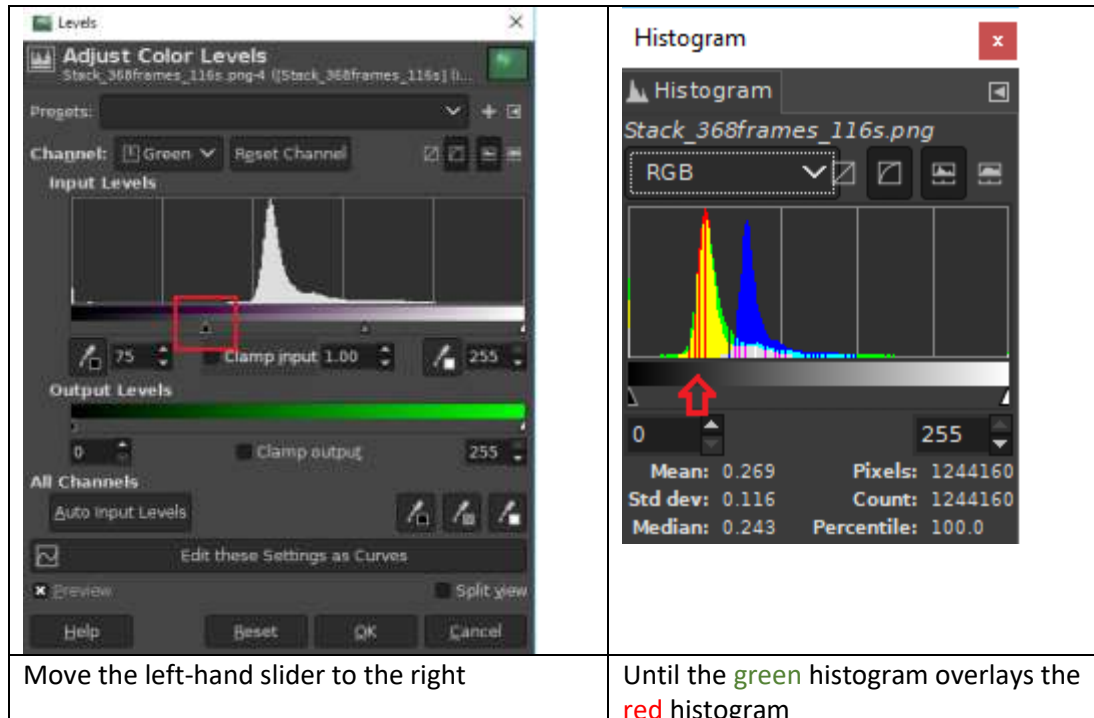 Levels
Adjust Color Levels
Stack_368frames_116s.png-4 ([Stack_368frames_116s] (i...
Presets:
Channel: Green Reset Channel
Input Levels
75 Clamp input 1.00 255
Output Levels
0 Clamp output 255
All Channels
Auto Input Levels
Edit these Settings as Curves
Preview Split view
Help Reset OK Cancel
Move the left-hand slider to the right
Histogram
x
Histogram
Stack_368frames_116s.png
RGB
0 255
Mean: 0.269 Pixels: 1244160
Std dev: 0.116 Count: 1244160
Median: 0.243 Percentile: 100.0
Until the green histogram overlays the
red histogram